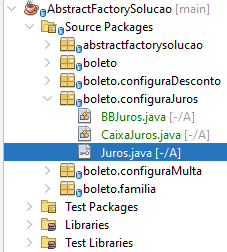 AbstractFactorySolucao [main]
Source Packages
abstractfactorysolucao
boleto
boleto.configuraDesconto
boleto.configuraJuros
BBJuros.java [-/A]
CaixaJuros.java [-/A]
Juros.java [-/A]
boleto.configuraMulta
boleto.familia
Test Packages
Libraries
Test Libraries